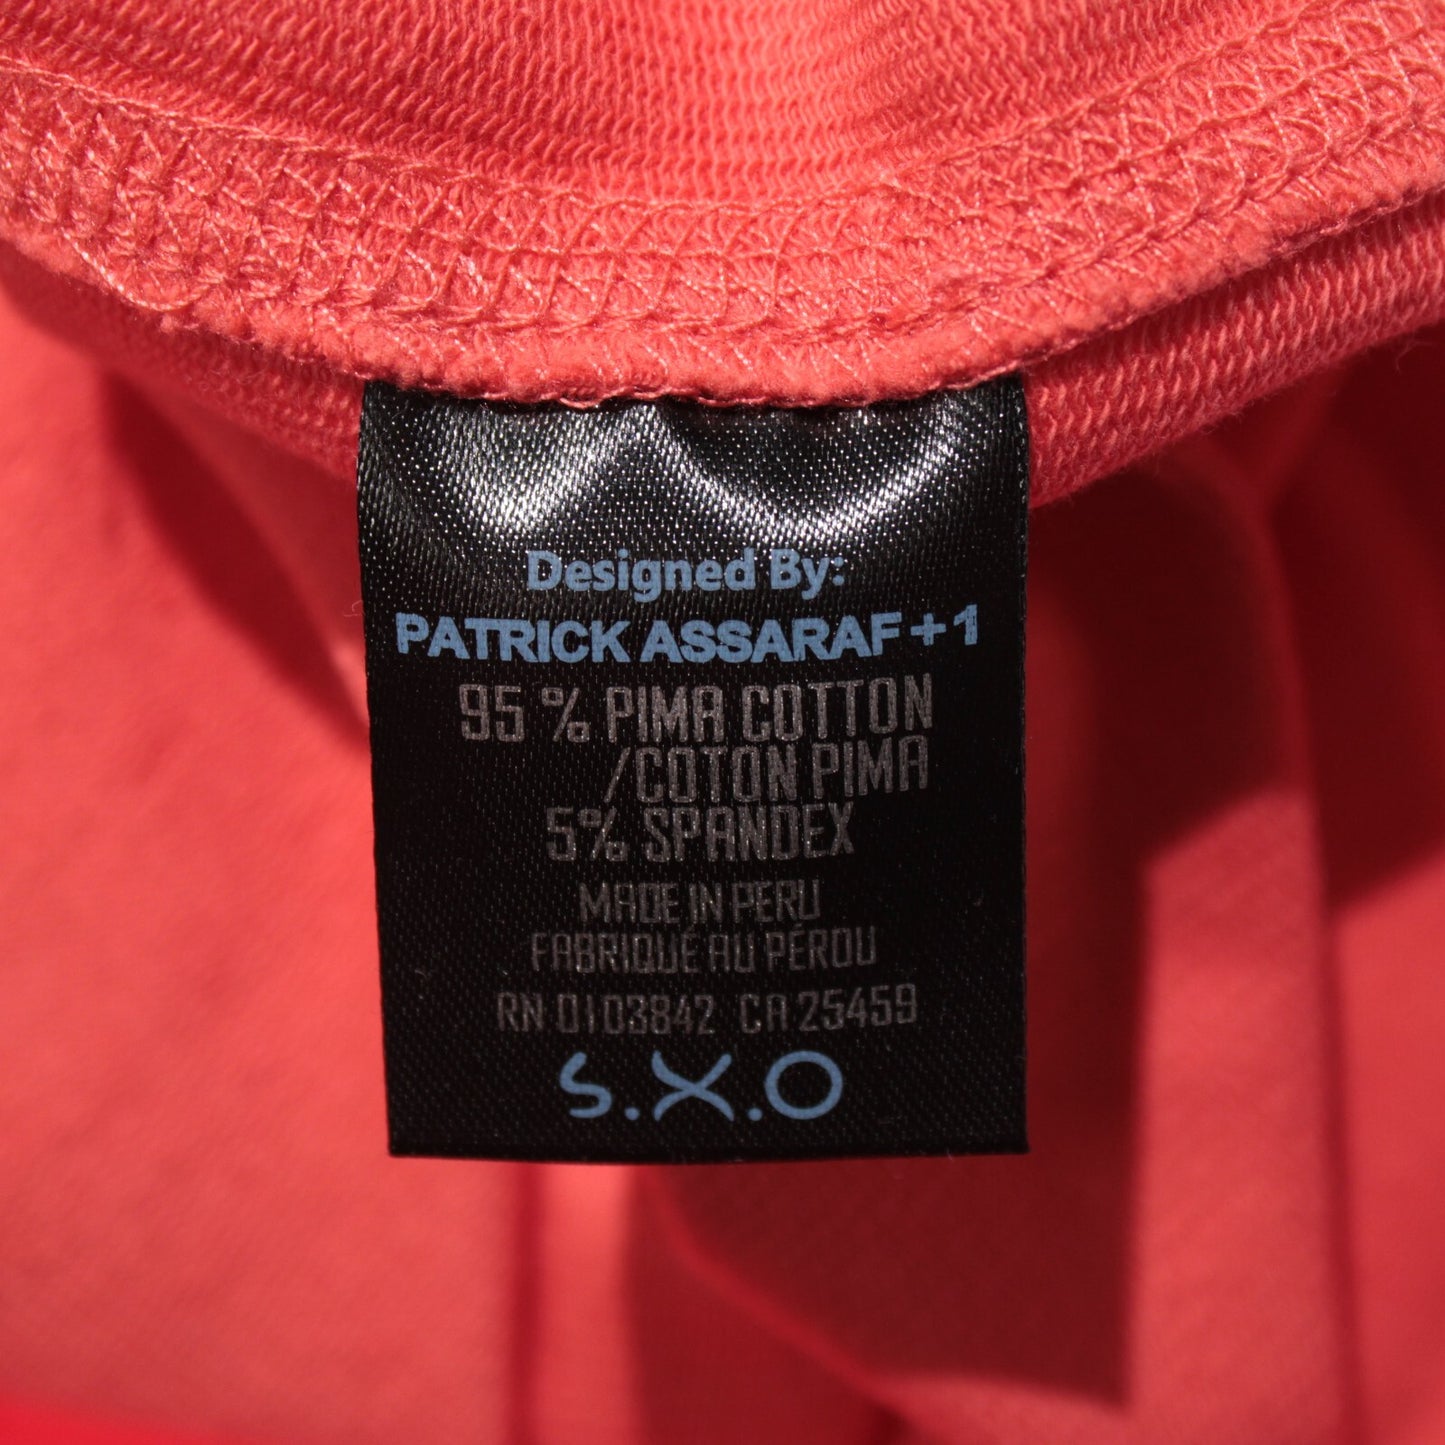 Designed By:
PATRICK ASSARAF+1
95 % PIMA COTTON
/COTON PIMA
5% SPANDEX
MADE IN PERU
FABRIQUÉ AU PÉROU
RN 0103842 CA 25459
S.X.O